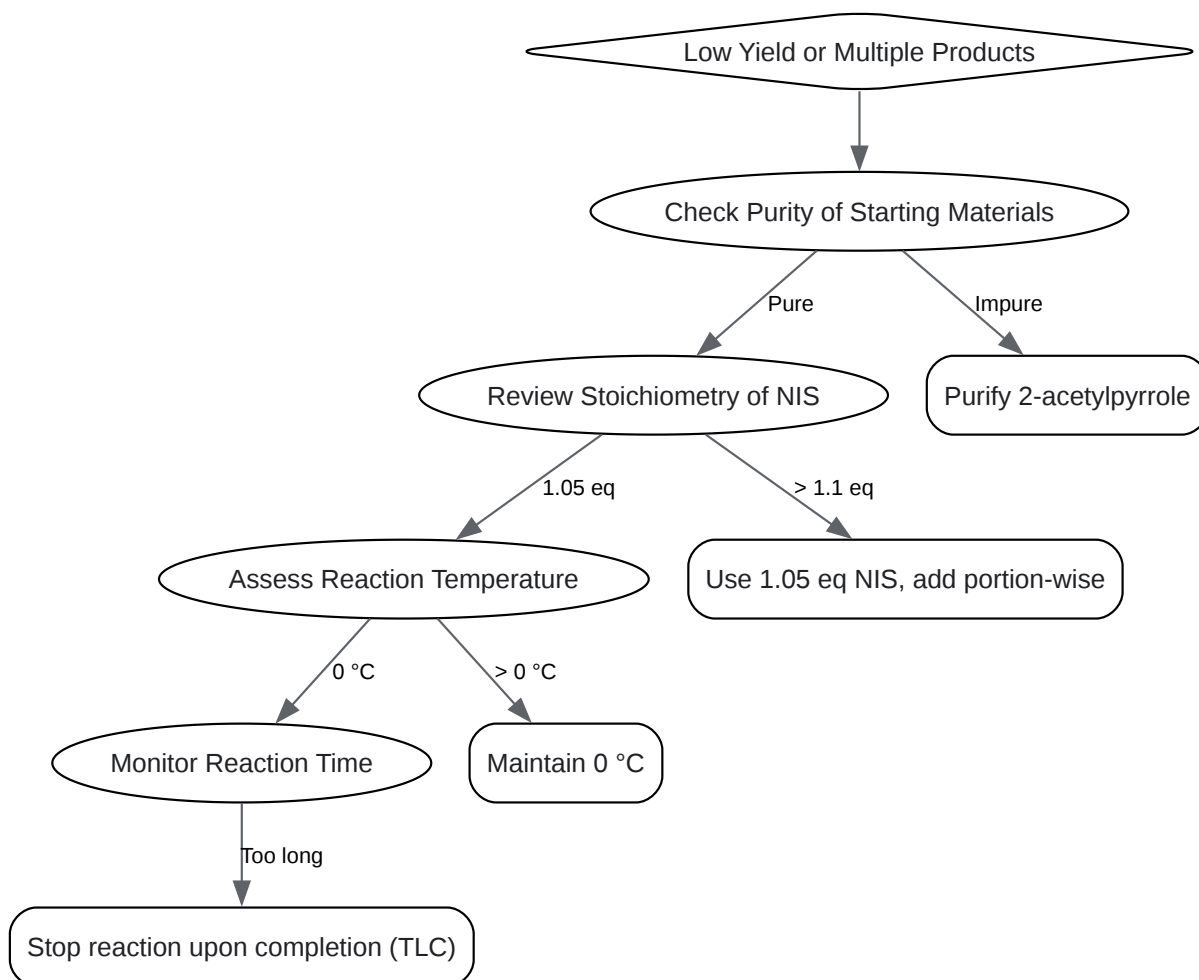 Low Yield or Multiple Products
Check Purity of Starting Materials
Pure
Impure
Review Stoichiometry of NIS
Purify 2-acetylpyrrole
1.05 eq
> 1.1 eq
Assess Reaction Temperature
Use 1.05 eq NIS, add portion-wise
0 °C
> 0 °C
Monitor Reaction Time
Maintain 0 °C
Too long
Stop reaction upon completion (TLC)